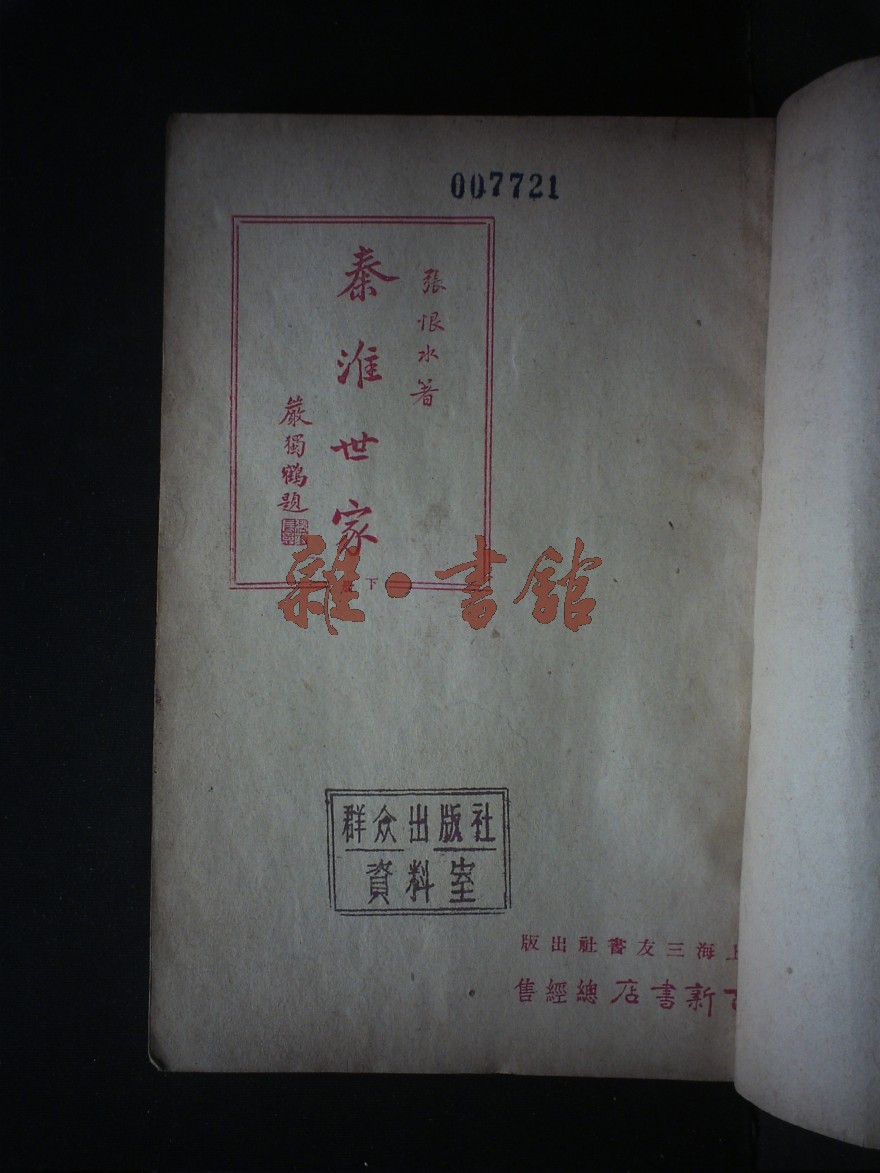 007721
張恨水著
秦淮世家
嚴獨鶴題
下
雜·書館
群众出版社
資料室
上海三友書社出版
百新書店總經售